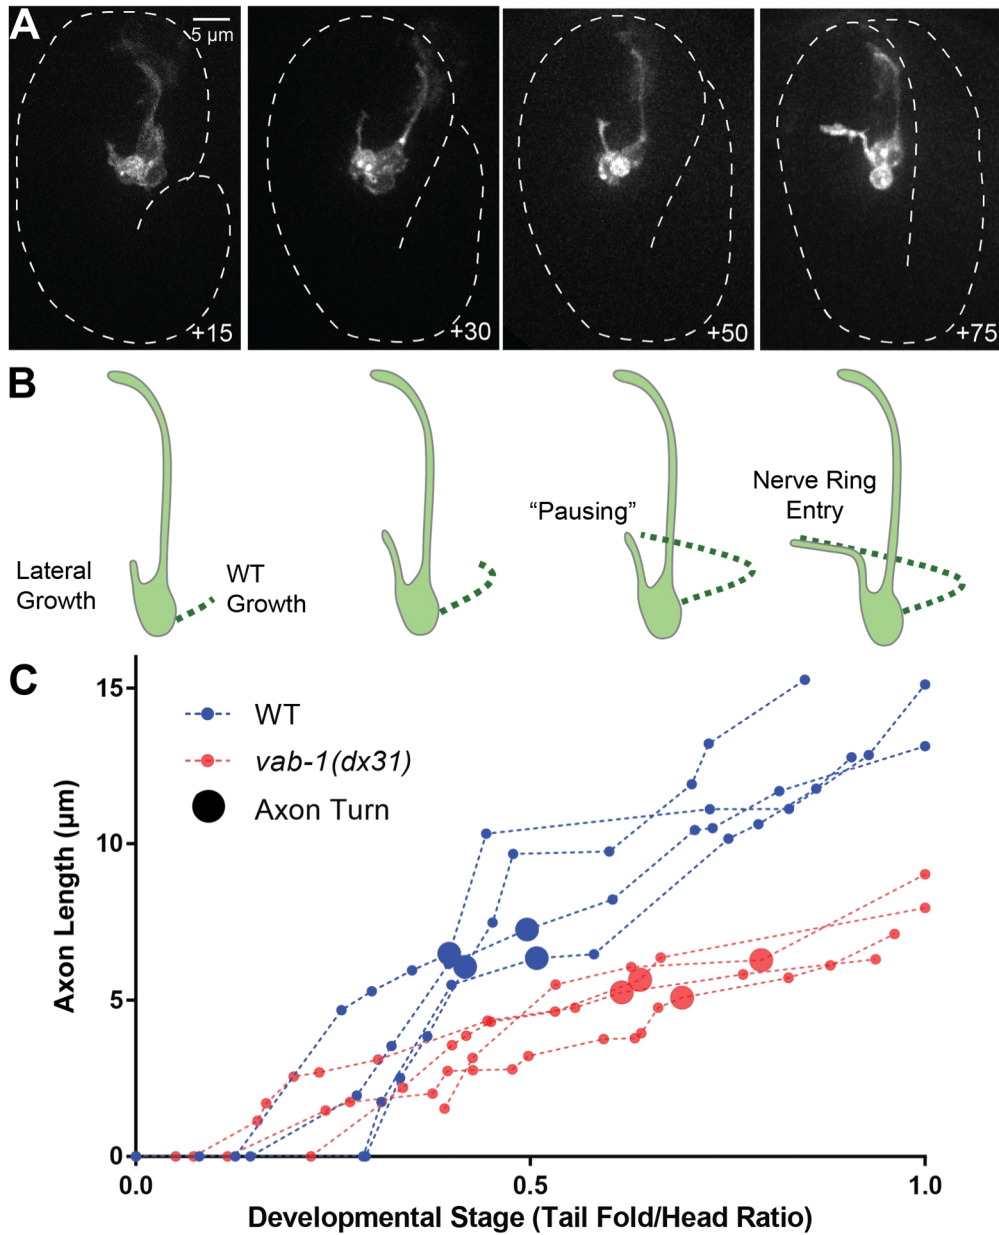 A
5 µm
+15
+30
+50
+75
B
Lateral
Growth
WT
Growth
“Pausing”
Nerve Ring
Entry
C
WT
vab-1(dx31)
Axon Turn
15
10
5
0
Axon Length (µm)
0.0
0.5
1.0
Developmental Stage (Tail Fold/Head Ratio)